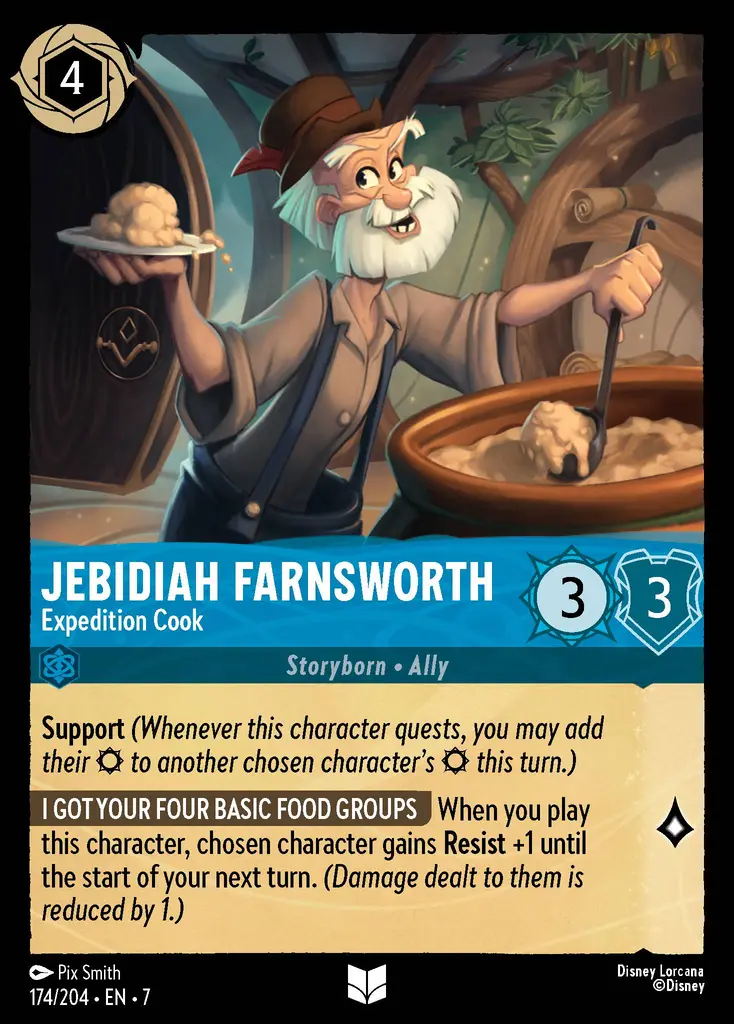 4
JEBIDIAH FARNSWORTH
Expedition Cook
3
3
Storyborn • Ally
Support (Whenever this character quests, you may add
their to another chosen character's this turn.)
I GOT YOUR FOUR BASIC FOOD GROUPS When you play
this character, chosen character gains Resist +1 until
the start of your next turn. (Damage dealt to them is
reduced by 1.)
Pix Smith
174/204 • EN • 7
Disney Lorcana
©Disney